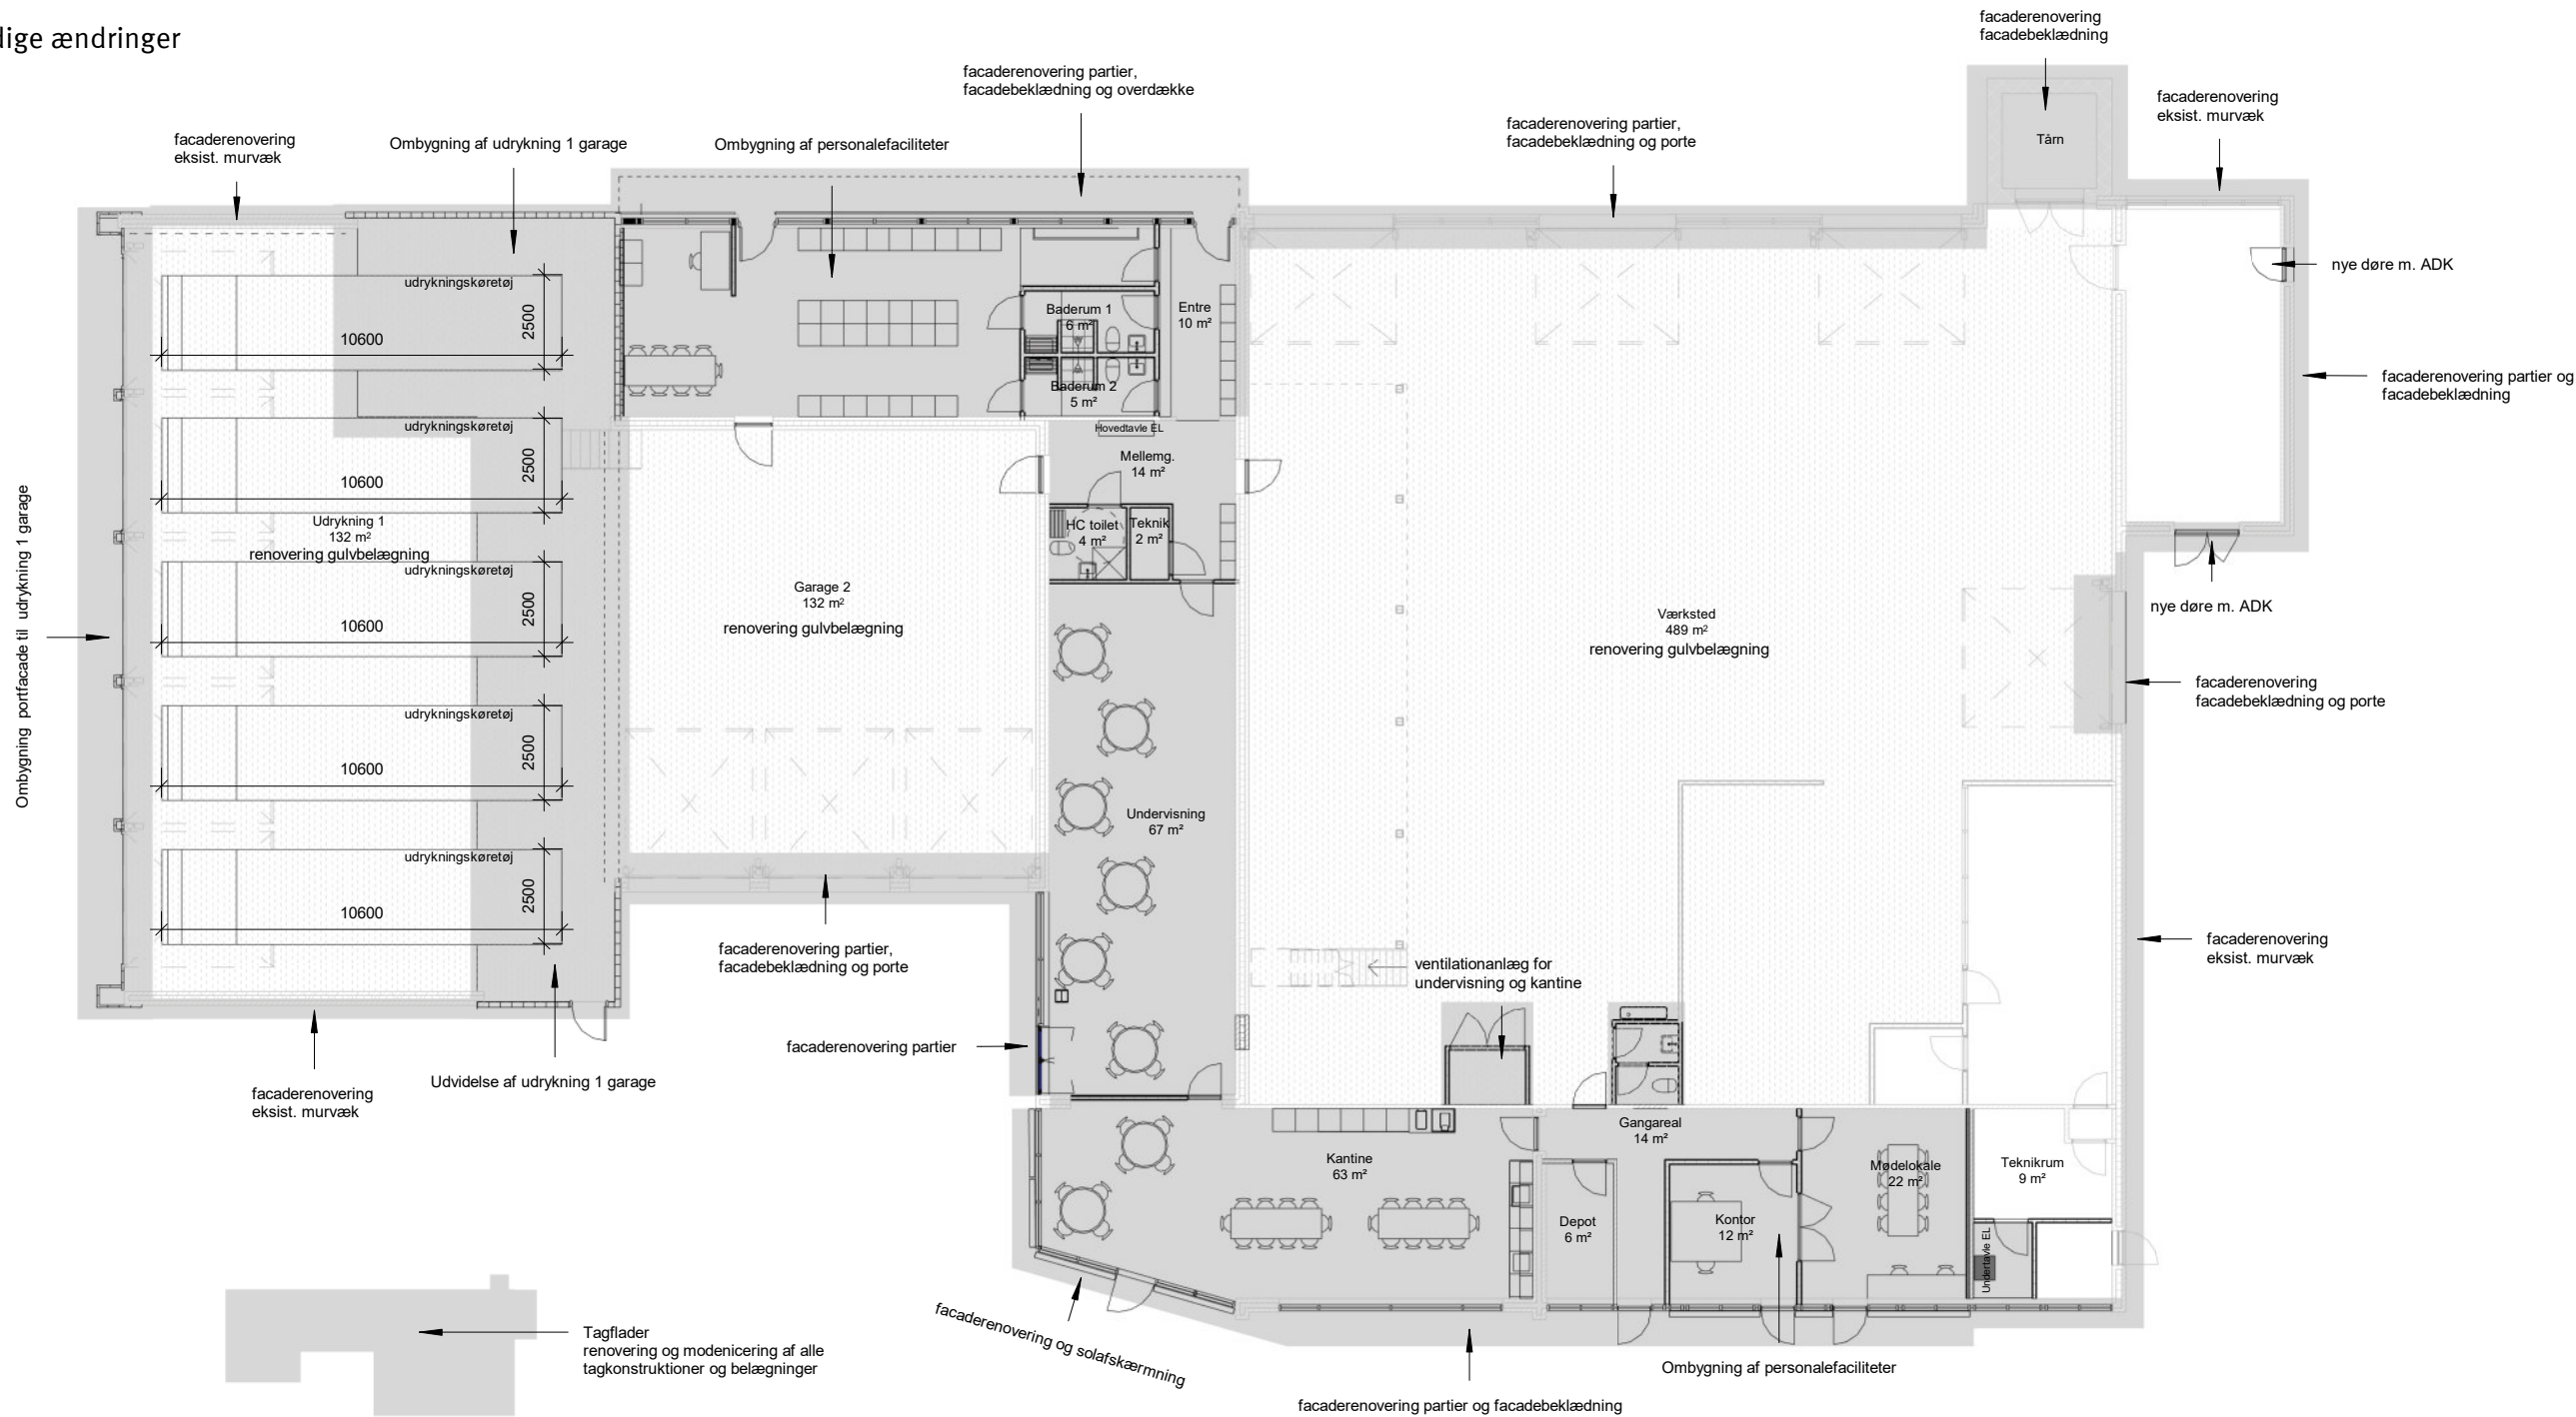 dige ændringer
facaderenovering
facadebeklædning
facaderenovering partier,
facadebeklædning og overdække
facaderenovering
eksist. murvæk
facaderenovering partier,
facadebeklædning og porte
facaderenovering
eksist. murvæk
Ombygning af udrykning 1 garage
Ombygning af personalefaciliteter
Tårn
nye døre m. ADK
udrykningskøretøj
2500
10600
Baderum 1
6 m²
Entre
10 m²
Baderum 2
5 m²
facaderenovering partier og
facadebeklædning
udrykningskøretøj
2500
10600
Hovedtavle EL
Mellemg.
14 m²
Udrykning 1
132 m²
renovering gulvbelægning
HC toilet
4 m²
Teknik
2 m²
udrykningskøretøj
2500
10600
Ombygning portfacade til udrykning 1 garage
Garage 2
132 m²
renovering gulvbelægning
Værksted
489 m²
renovering gulvbelægning
nye døre m. ADK
facaderenovering
facadebeklædning og porte
udrykningskøretøj
2500
10600
Undervisning
67 m²
udrykningskøretøj
2500
10600
facaderenovering partier,
facadebeklædning og porte
ventilationanlæg for
undervisning og kantine
facaderenovering
eksist. murvæk
facaderenovering partier
Udvidelse af udrykning 1 garage
facaderenovering
eksist. murvæk
Gangareal
14 m²
Kantine
63 m²
Mødelokale
22 m²
Teknikrum
9 m²
Depot
6 m²
Kontor
12 m²
Undertavle EL
facaderenovering og solafskærmning
Tagflader
renovering og modenicering af alle
tagkonstruktioner og belægninger
Ombygning af personalefaciliteter
facaderenovering partier og facadebeklædning